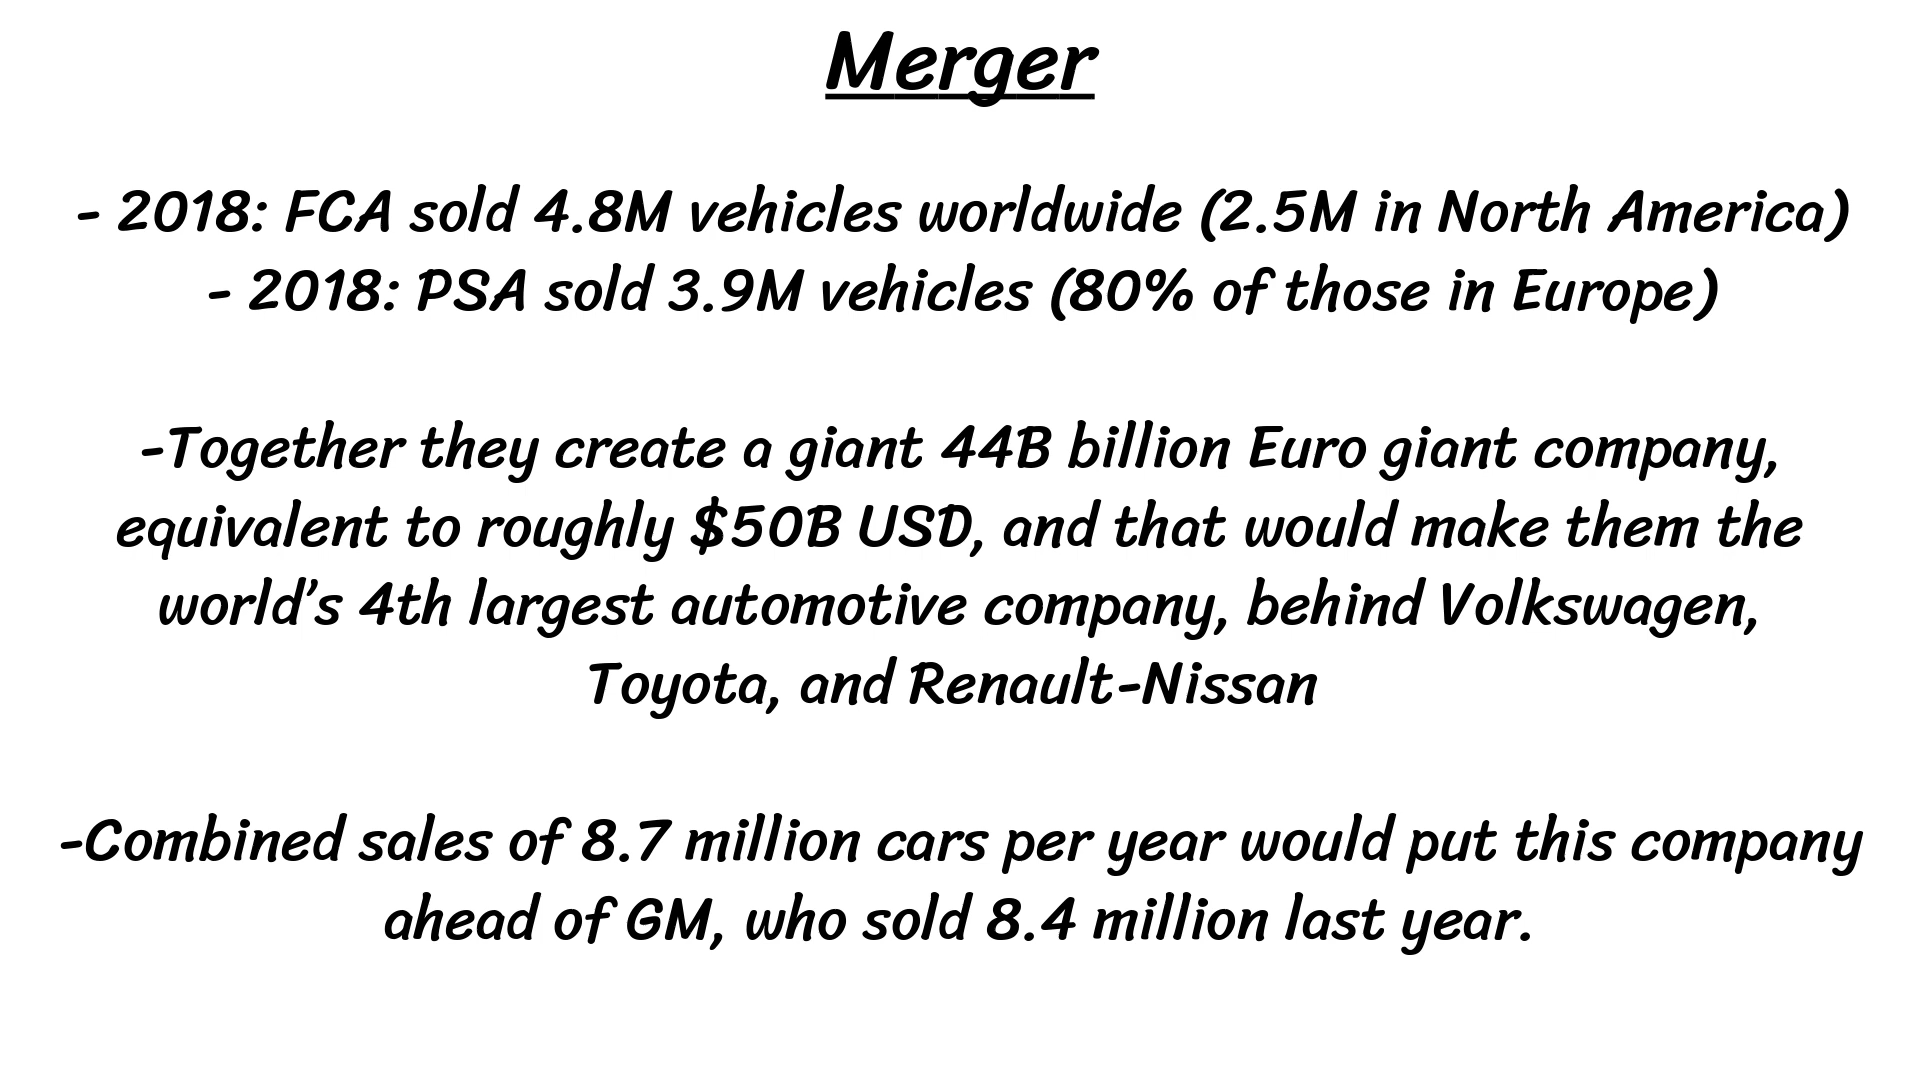 Merger
- 2018: FCA sold 4.8M vehicles worldwide (2.5M in North America)
- 2018: PSA sold 3.9M vehicles (80% of those in Europe)
-Together they create a giant 44B billion Euro giant company,
equivalent to roughly $50B USD, and that would make them the
world’s 4th largest automotive company, behind Volkswagen,
Toyota, and Renault-Nissan
-Combined sales of 8.7 million cars per year would put this company
ahead of GM, who sold 8.4 million last year.